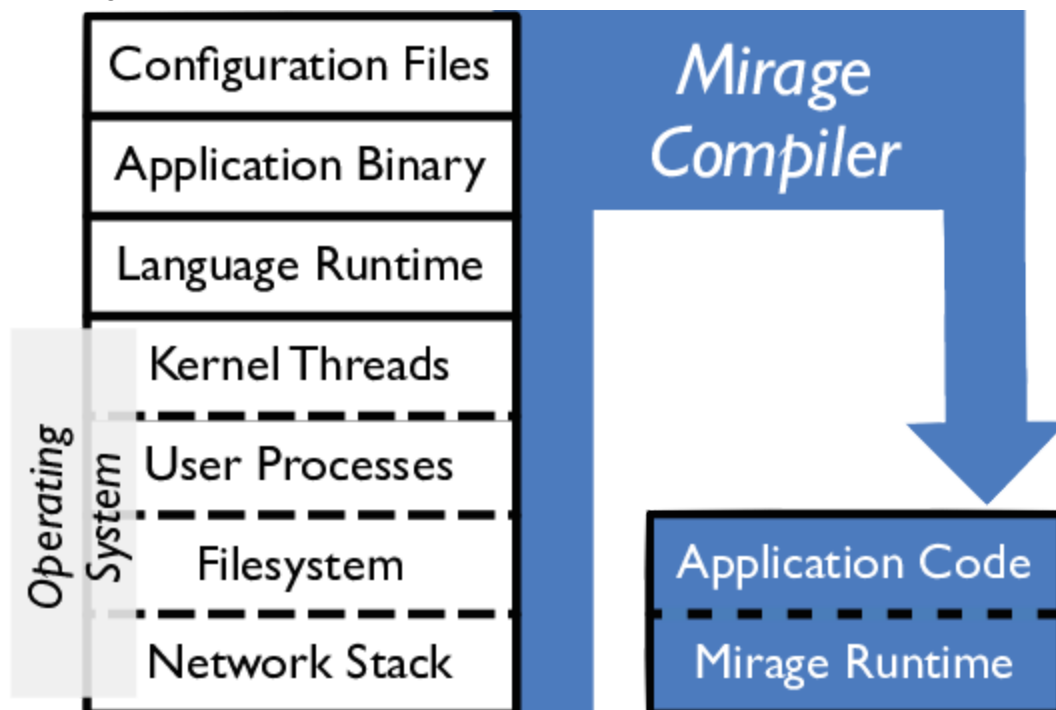 Configuration Files
Application Binary
Language Runtime
Kernel Threads
User Processes
Filesystem
Network Stack
Operating
System
Mirage
Compiler
Application Code
Mirage Runtime